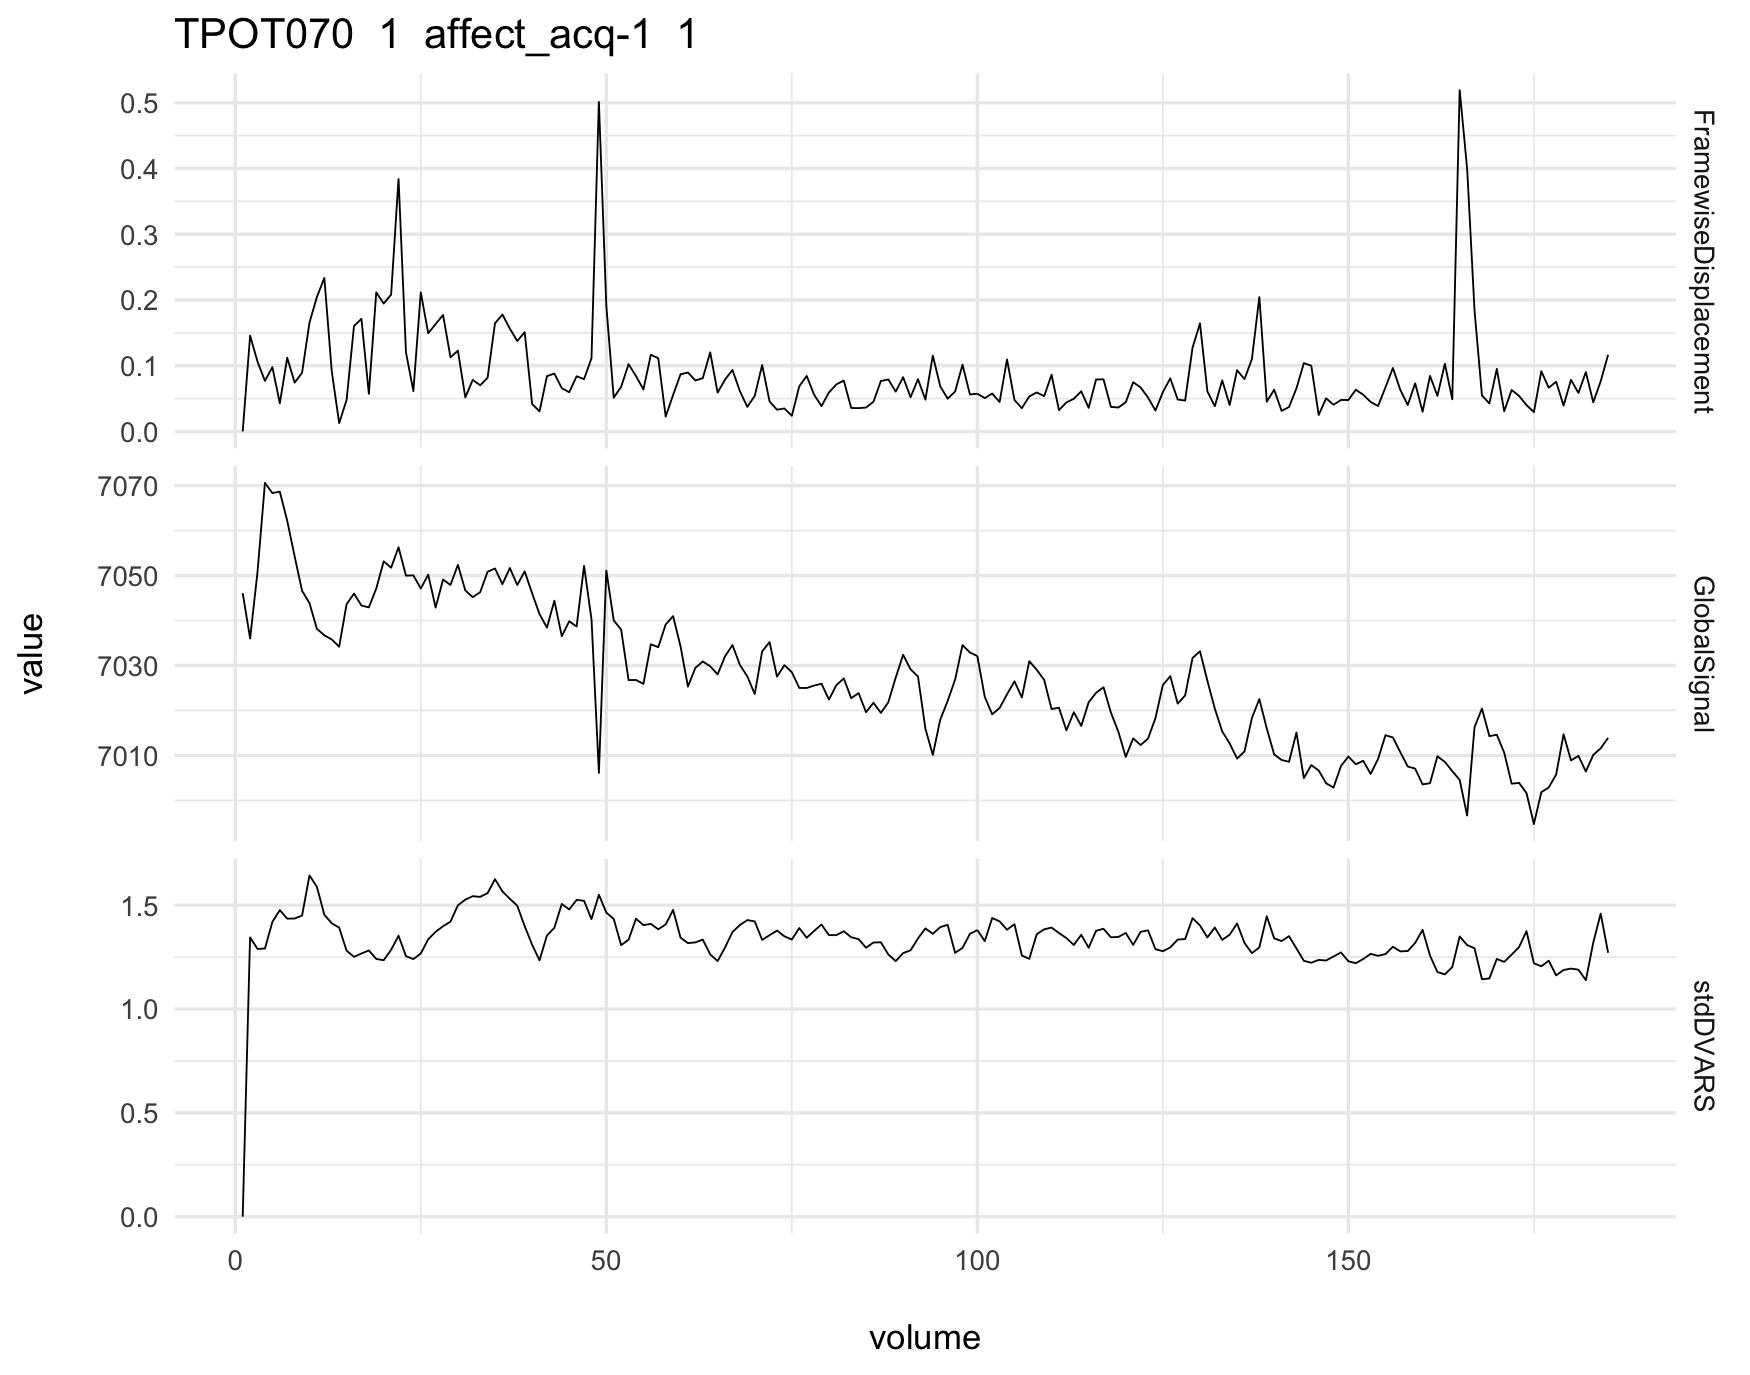 TPOT070 1 affect_acq-1 1
0.5
0.4
0.3
0.2
0.1
0.0
FramewiseDisplacement
7070
7050
7030
7010
GlobalSignal
value
1.5
1.0
0.5
0.0
stdDVARS
0 50 100 150
volume